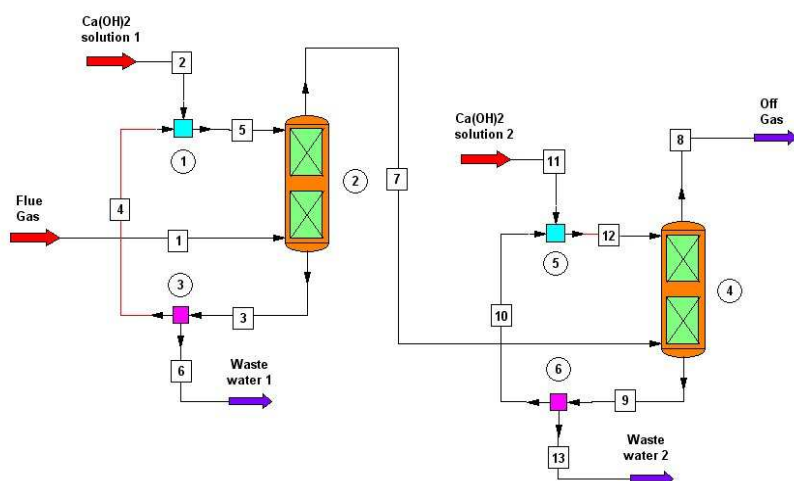 Ca(OH)2
solution 1
2
5
1
2
Flue
Gas
4
1
7
3
3
6
Waste
water 1
Ca(OH)2
solution 2
11
8
Off
Gas
12
5
4
10
6
9
13
Waste
water 2